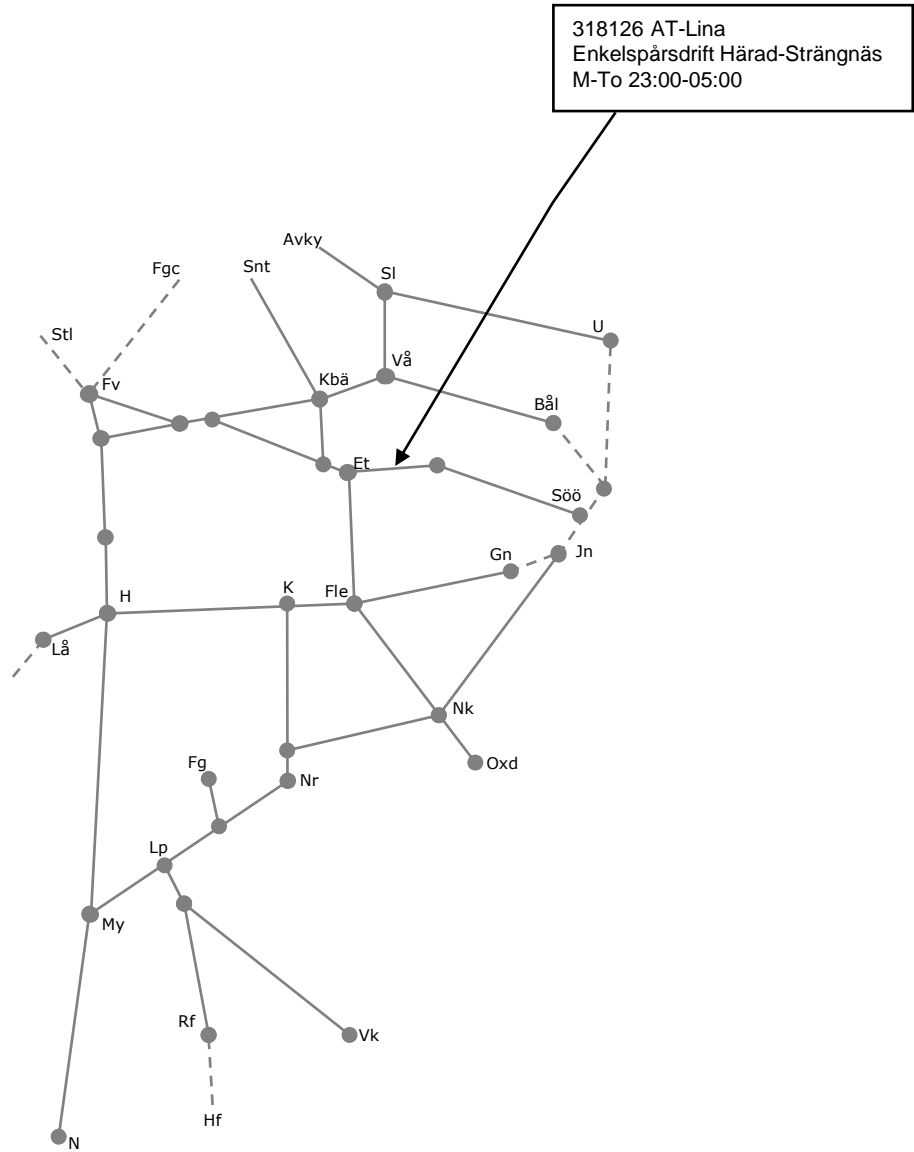 318126 AT-Lina
Enkelspårsdrift Härad-Strängnäs
M-To 23:00-05:00
Avky
Fgc
Snt
Sl
Stl
U
Vå
Kbä
Fv
Bål
Et
Söö
Gn
Jn
K
Fle
H
Lå
Nk
Fg
Oxd
Nr
Lp
My
Rf
Vk
Hf
N